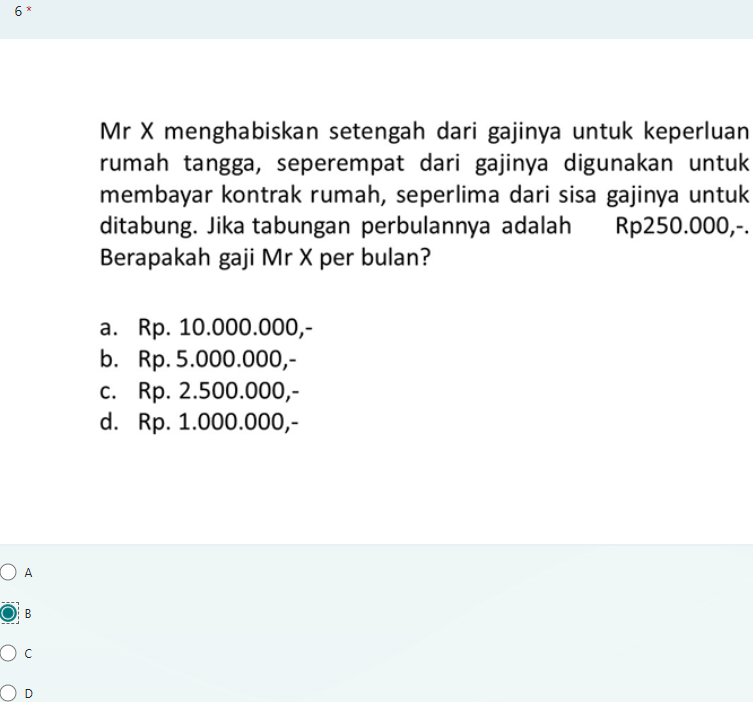 6 *
Mr X menghabiskan setengah dari gajinya untuk keperluan
rumah tangga, seperempat dari gajinya digunakan untuk
membayar kontrak rumah, seperlima dari sisa gajinya untuk
ditabung. Jika tabungan perbulannya adalah Rp250.000,-.
Berapakah gaji Mr X per bulan?
a. Rp. 10.000.000,-
b. Rp. 5.000.000,-
c. Rp. 2.500.000,-
d. Rp. 1.000.000,-
A
B
C
D